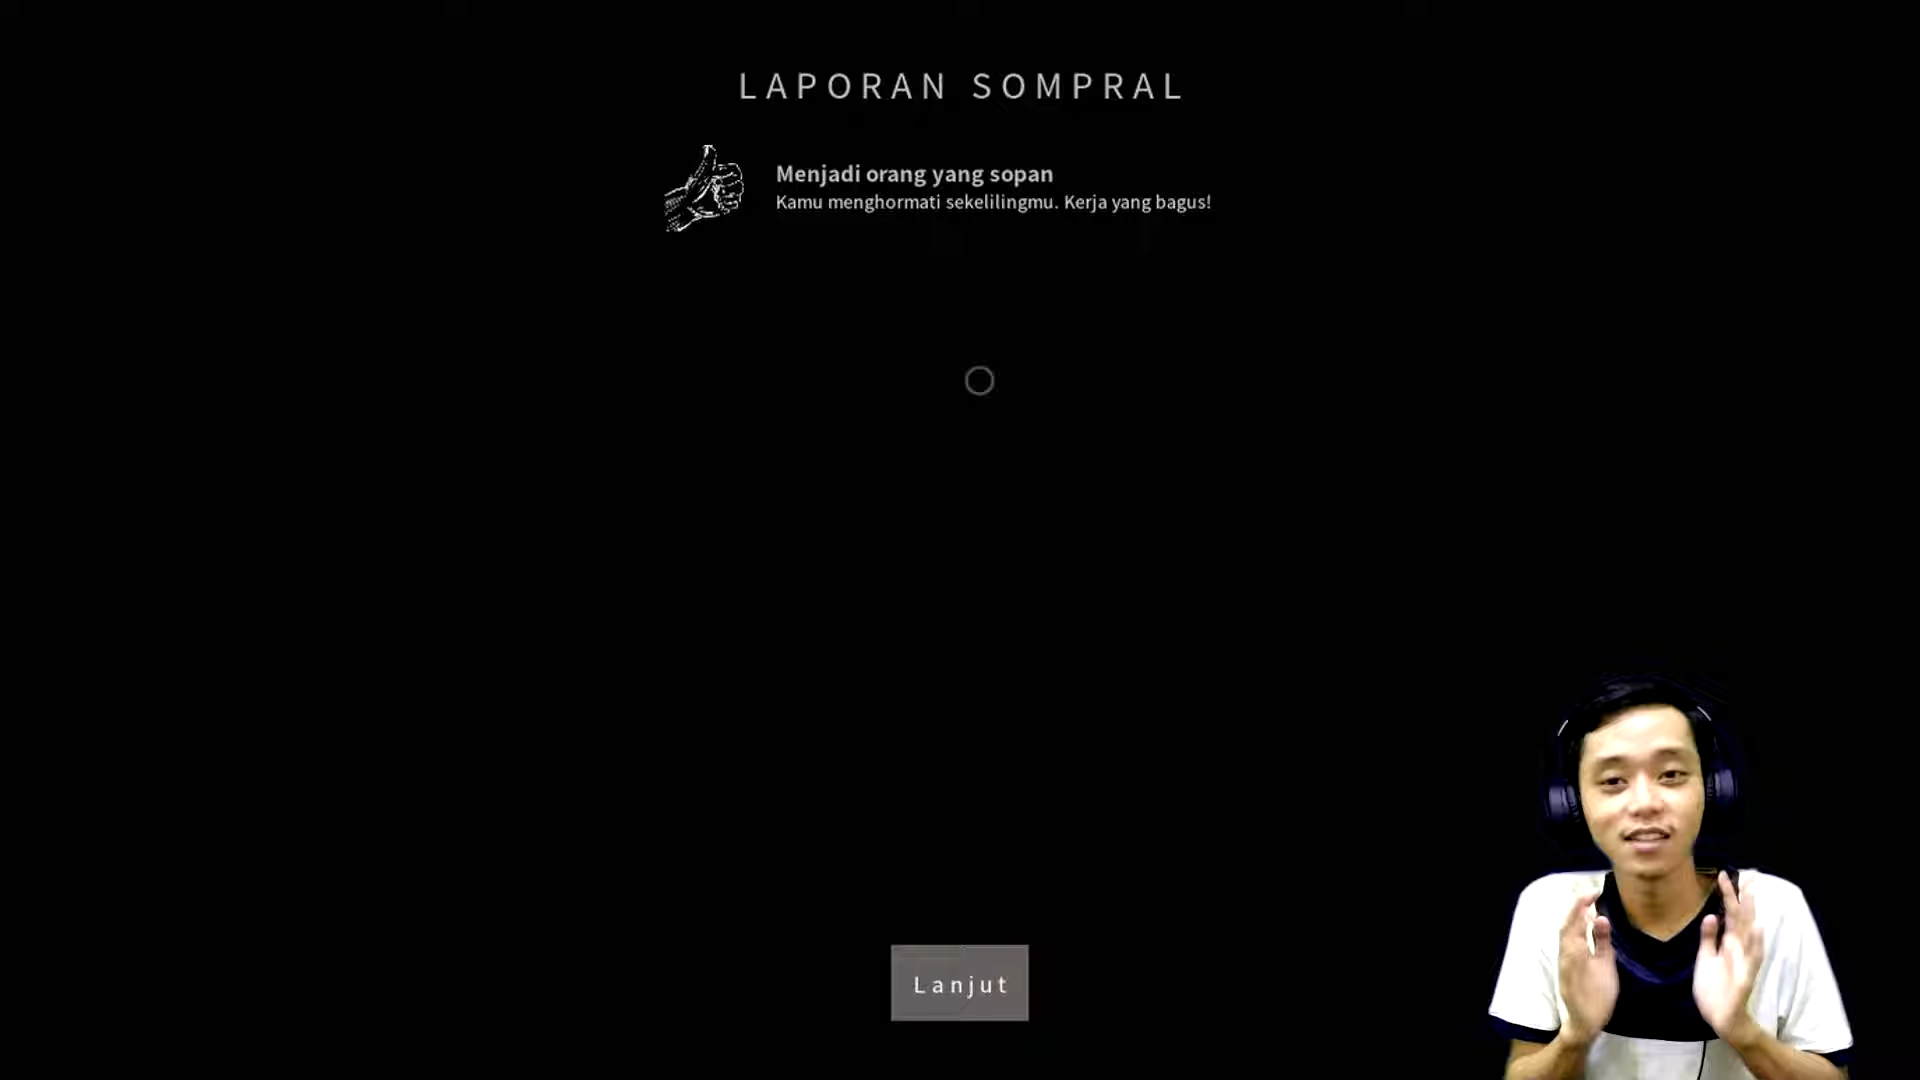 LAPORAN SOMPRAL
Menjadi orang yang sopan
Kamu menghormati sekelilingmu. Kerja yang bagus!
Lanjut